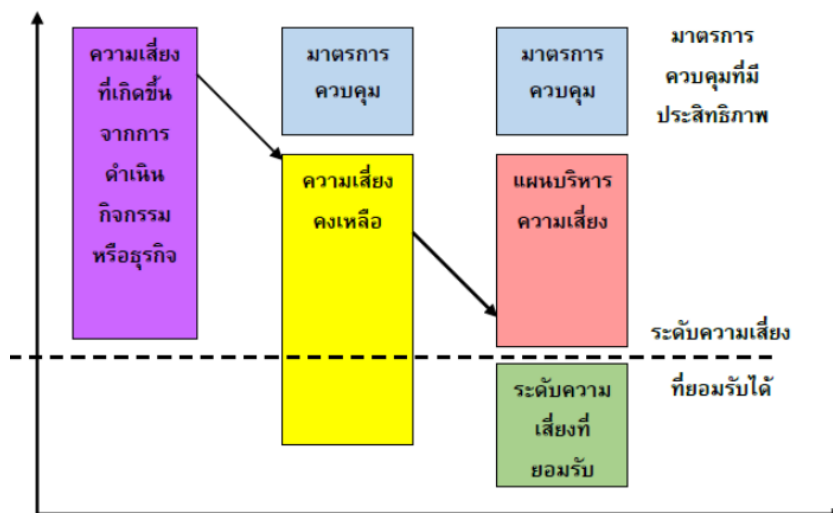 ความเสี่ยง
ที่เกิดขึ้น
จากการ
ดำเนิน
กิจกรรม
หรือธุรกิจ
มาตรการ
ควบคุม
ความเสี่ยง
คงเหลือ
มาตรการ
ควบคุม
แผนบริหาร
ความเสี่ยง
ระดับความ
เสี่ยงที่
ยอมรับ
มาตรการ
ควบคุมที่มี
ประสิทธิภาพ
ระดับความเสี่ยง
ที่ยอมรับได้